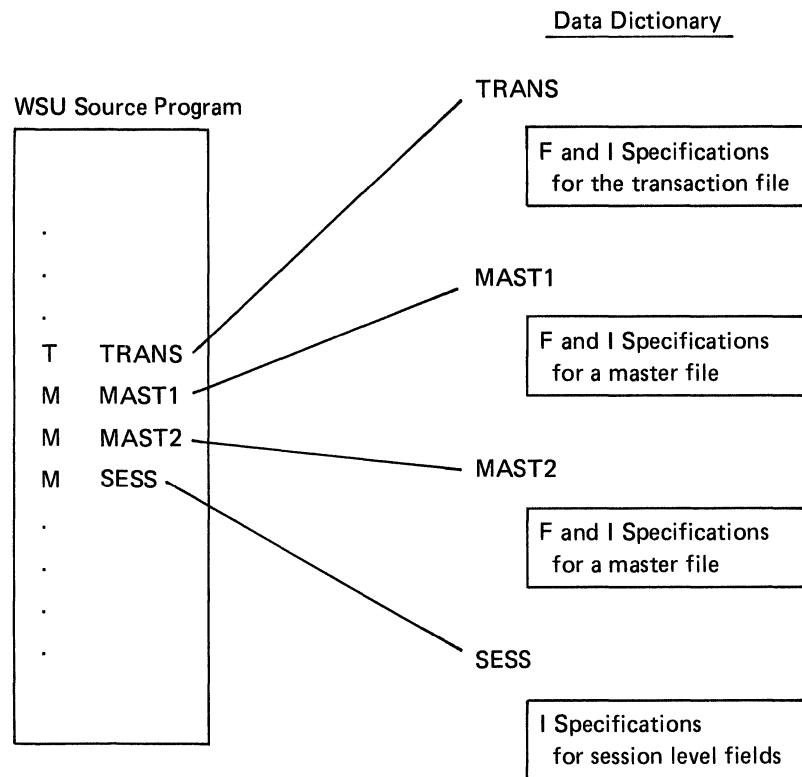 Data Dictionary
WSU Source Program
.
.
.
T TRANS
M MAST1
M MAST2
M SESS
.
.
.
.
TRANS
F and I Specifications
for the transaction file
MAST1
F and I Specifications
for a master file
MAST2
F and I Specifications
for a master file
SESS
I Specifications
for session level fields